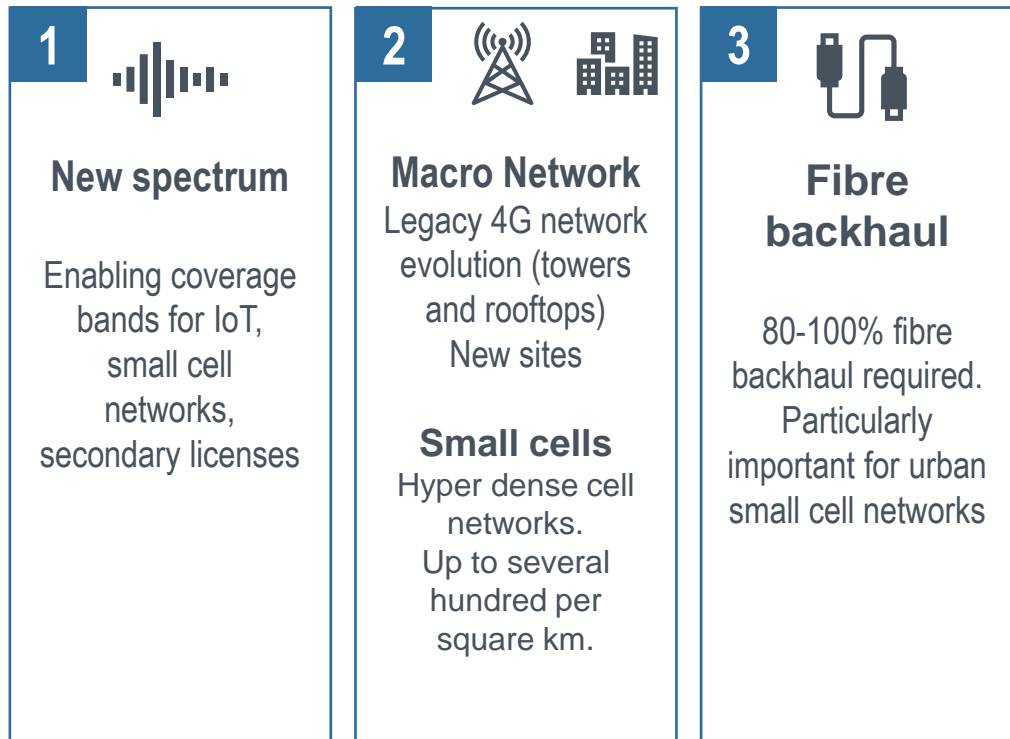 1
New spectrum
Enabling coverage
bands for IoT,
small cell
networks,
secondary licenses
2
Macro Network
Legacy 4G network
evolution (towers
and rooftops)
New sites
Small cells
Hyper dense cell
networks.
Up to several
hundred per
square km.
3
Fibre
backhaul
80-100% fibre
backhaul required.
Particularly
important for urban
small cell networks